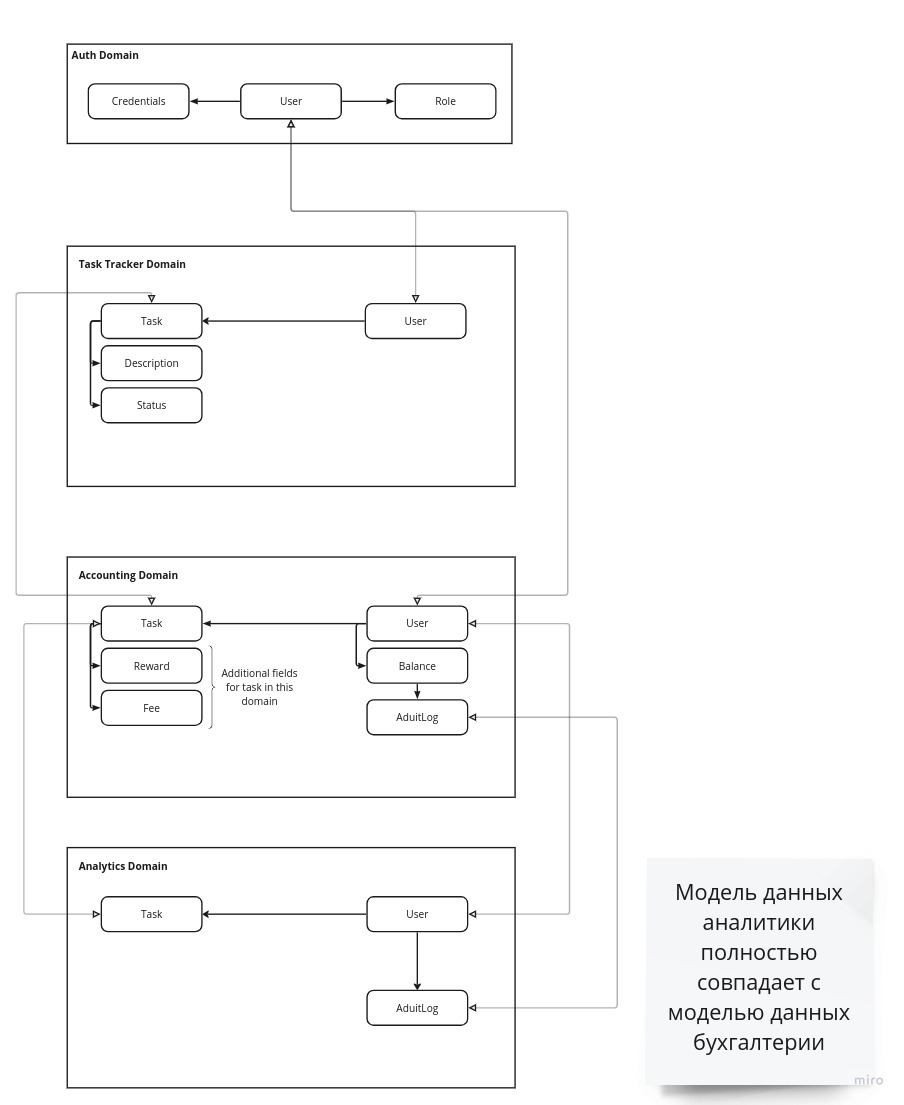 Auth Domain
Credentials
User
Role
Task Tracker Domain
Task
User
Description
Status
Accounting Domain
Task
User
Reward
Additional fields
for task in this
domain
Balance
Fee
AduitLog
Analytics Domain
Task
User
AduitLog
Модель данных
аналитики
полностью
совпадает с
моделью данных
бухгалтерии
miro